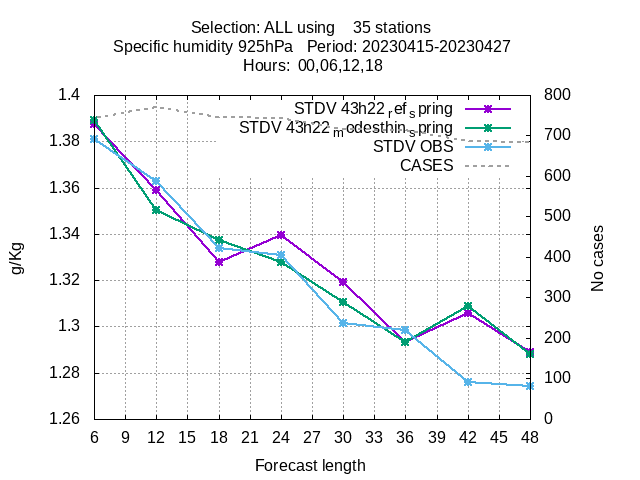 Selection: ALL using 35 stations
Specific humidity 925hPa Period: 20230415-20230427
Hours: 00,06,12,18
STDV 43h22 ref spring
STDV OBS
CASES
1.4
1.38
1.36
1.34
1.32
1.3
1.28
1.26
800
700
600
500
400
300
200
100
0
g/Kg
No cases
6 9 12 15 18 21 24 27 30 33 36 39 42 45 48
Forecast length